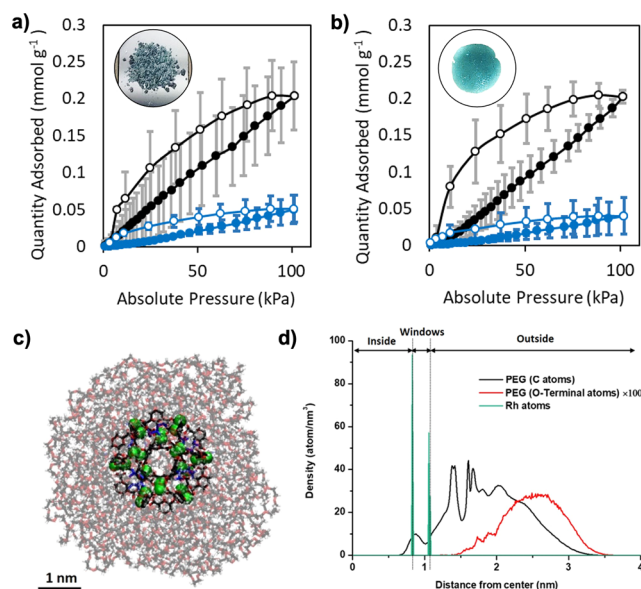 a)
Quantity Adsorbed (mmol g⁻¹)
0.3
0.25
0.2
0.15
0.1
0.05
0
0
50
100
Absolute Pressure (kPa)
b)
Quantity Adsorbed (mmol g⁻¹)
0.3
0.25
0.2
0.15
0.1
0.05
0
0
50
100
Absolute Pressure (kPa)
c)
1 nm
d)
Inside
Windows
Outside
100
80
60
40
20
0
Density (atom/nm³)
PEG (C atoms)
PEG (O-Terminal atoms) ×100
Rh atoms
0
1
2
3
4
Distance from center (nm)